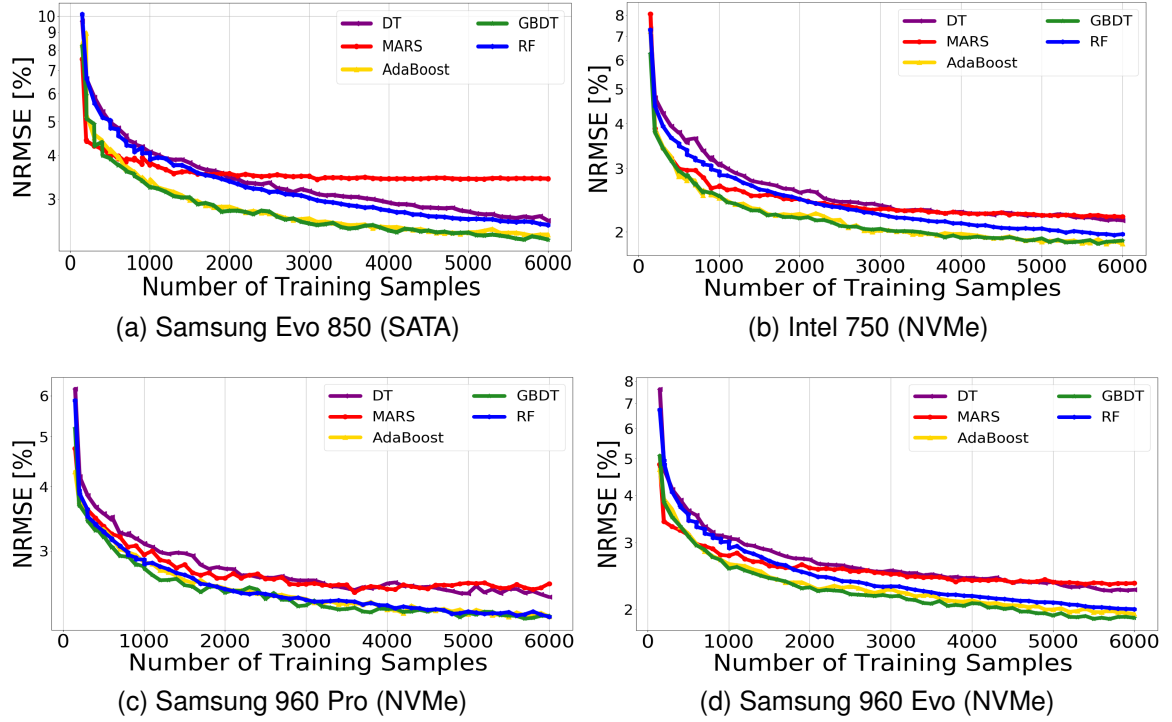 10
9
8
7
6
5
4
3
NRMSE [%]
DT
MARS
AdaBoost
GBDT
RF
0 1000 2000 3000 4000 5000 6000
Number of Training Samples
(a) Samsung Evo 850 (SATA)
8
7
6
5
4
3
2
NRMSE [%]
DT
MARS
AdaBoost
GBDT
RF
0 1000 2000 3000 4000 5000 6000
Number of Training Samples
(b) Intel 750 (NVMe)
6
5
4
3
NRMSE [%]
DT
MARS
AdaBoost
GBDT
RF
0 1000 2000 3000 4000 5000 6000
Number of Training Samples
(c) Samsung 960 Pro (NVMe)
8
7
6
5
4
3
2
NRMSE [%]
DT
MARS
AdaBoost
GBDT
RF
0 1000 2000 3000 4000 5000 6000
Number of Training Samples
(d) Samsung 960 Evo (NVMe)